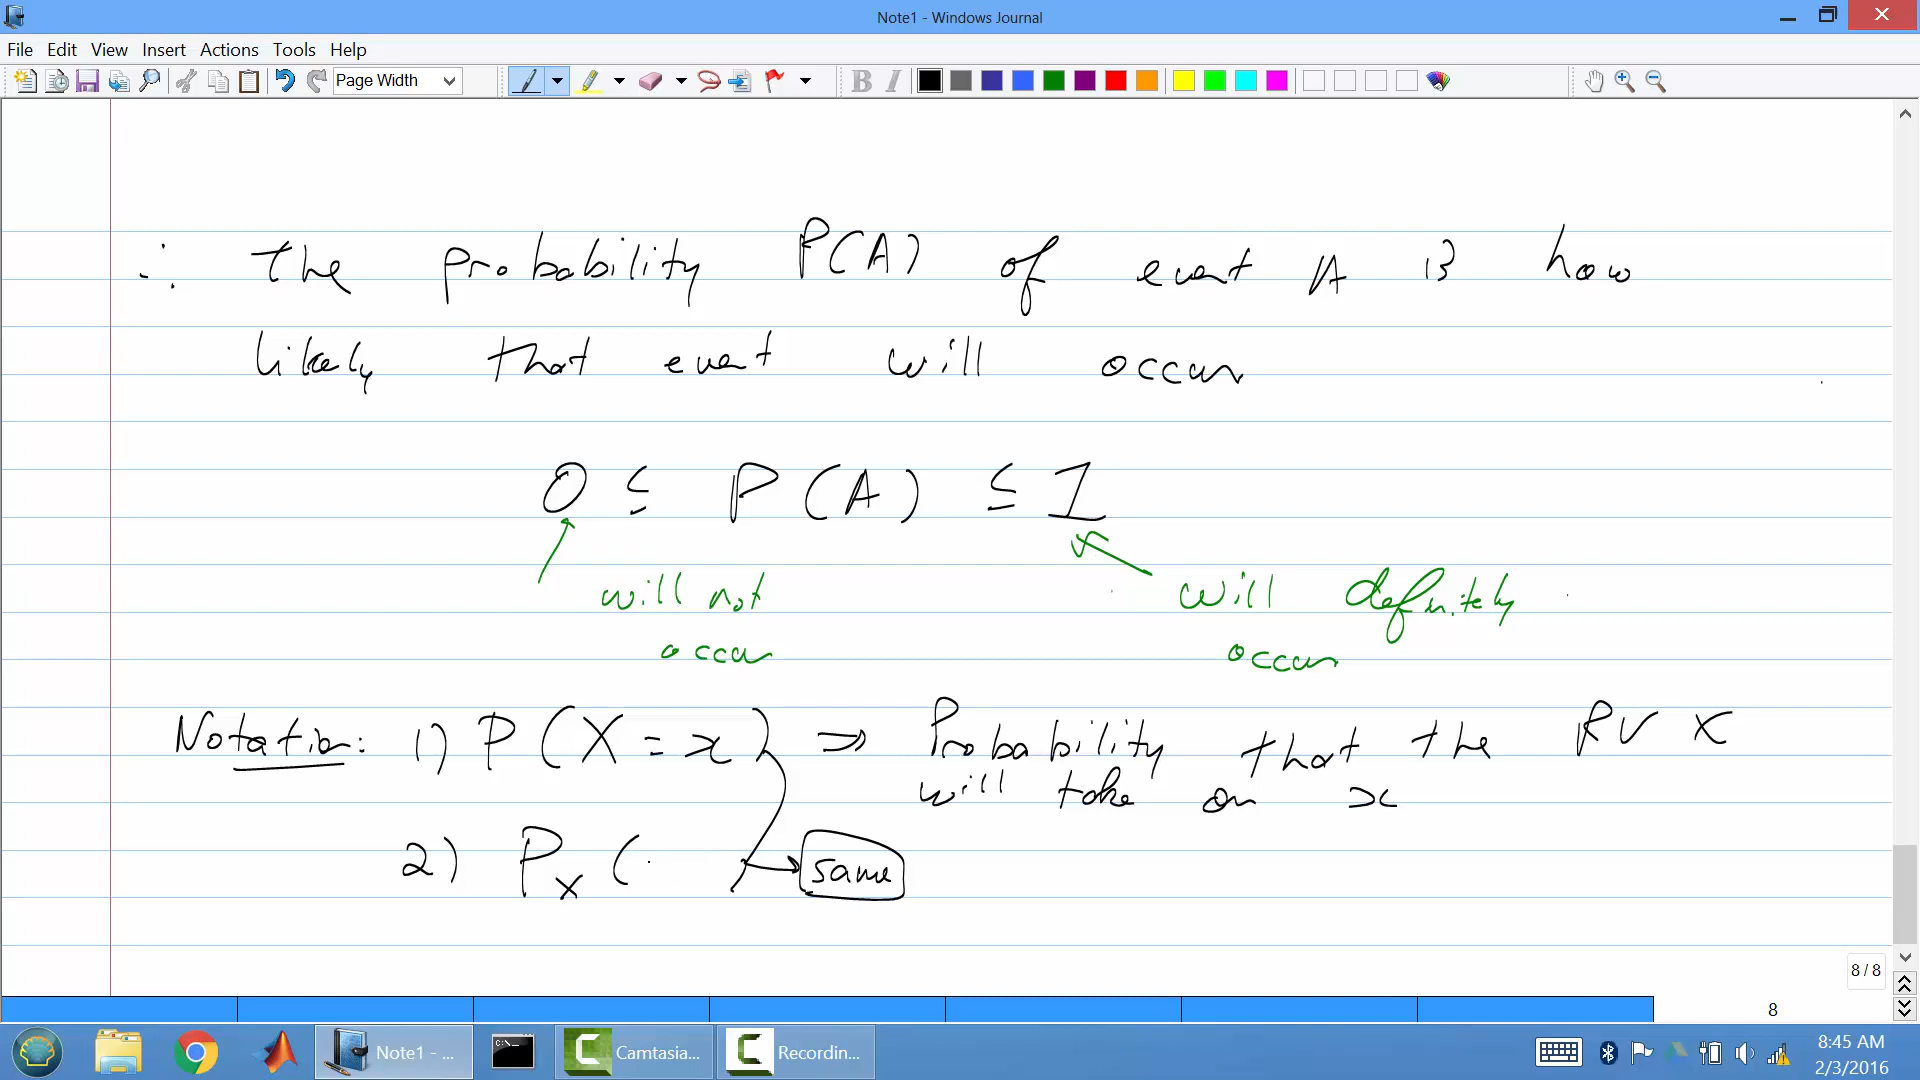 Note1 - Windows Journal
File Edit View Insert Actions Tools Help
Page Width
B I
∴ the probability P(A) of event A is how
likely that event will occur
0 ≤ P(A) ≤ 1
will not
occur
will definitely
occur
Notation: 1) P(X = x) ⇒ Probability that the RV X
will take on x
2) P_X (
same
8 / 8
8
Note1 - ...
C:\_
Camtasia...
Recordin...
8:45 AM
2/3/2016